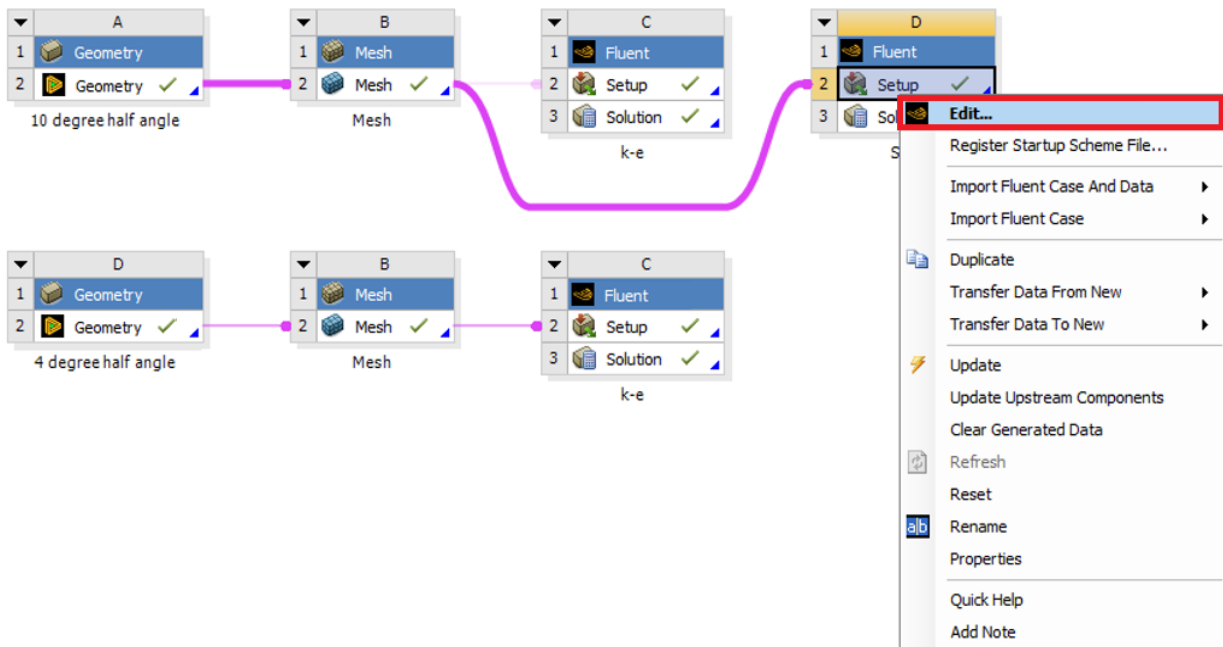 A B C D
1 Geometry 1 Mesh 1 Fluent 1 Fluent
2 Geometry 2 Mesh 2 Setup 2 Setup
3 Solution 3 Sol
10 degree half angle Mesh
k-e S
Edit...
Register Startup Scheme File...
Import Fluent Case And Data
Import Fluent Case
Duplicate
Transfer Data From New
Transfer Data To New
Update
Update Upstream Components
Clear Generated Data
Refresh
Reset
a|b Rename
Properties
Quick Help
Add Note
D B C
1 Geometry 1 Mesh 1 Fluent
2 Geometry 2 Mesh 2 Setup
3 Solution
4 degree half angle Mesh
k-e